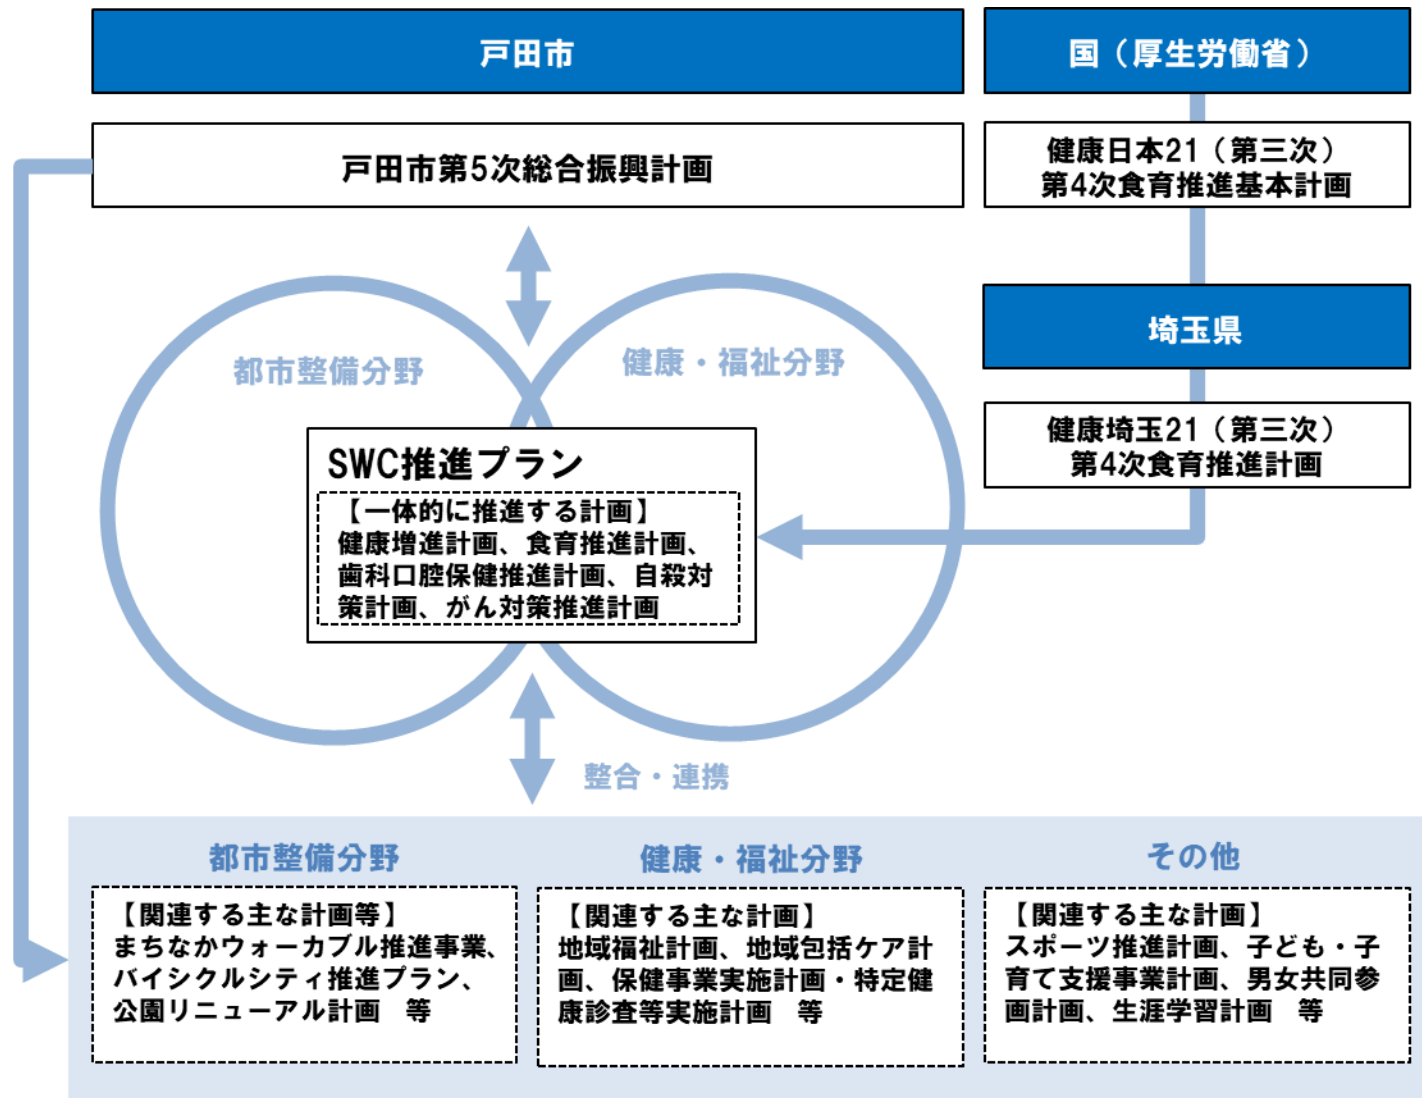 戸田市
国（厚生労働省）
戸田市第5次総合振興計画
健康日本21（第三次）
第4次食育推進基本計画
埼玉県
都市整備分野
健康・福祉分野
健康埼玉21（第三次）
第4次食育推進計画
SWC推進プラン
【一体的に推進する計画】
健康増進計画、食育推進計画、
歯科口腔保健推進計画、自殺対
策計画、がん対策推進計画
整合・連携
都市整備分野
【関連する主な計画等】
まちなかウォーカブル推進事業、
バイシクルシティ推進プラン、
公園リニューアル計画　等
健康・福祉分野
【関連する主な計画】
地域福祉計画、地域包括ケア計
画、保健事業実施計画・特定健
康診査等実施計画　等
その他
【関連する主な計画】
スポーツ推進計画、子ども・子
育て支援事業計画、男女共同参
画計画、生涯学習計画　等